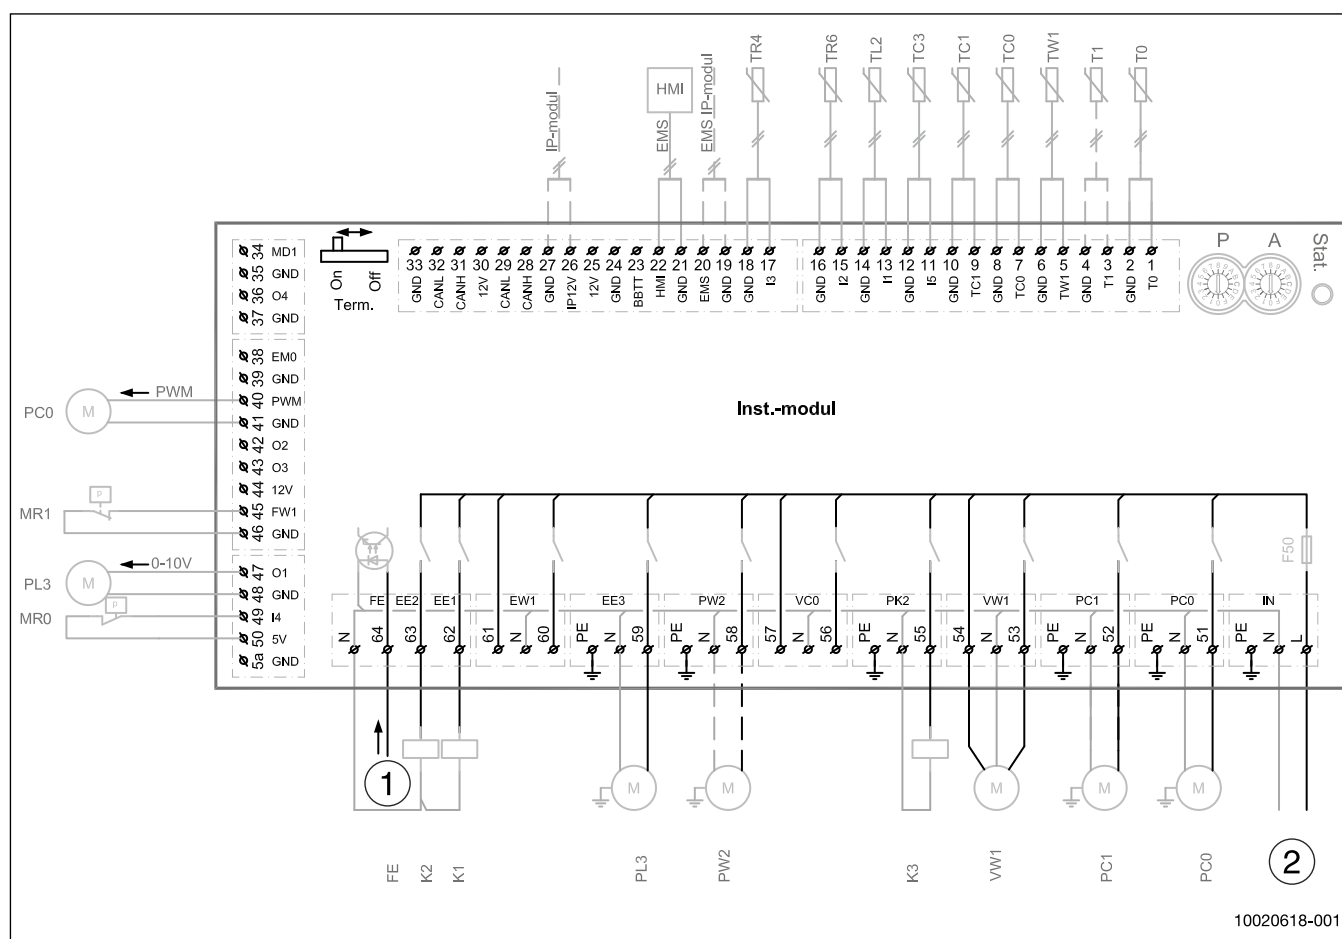 IP-modul
HMI
EMS
EMS IP-modul
TR4
TR6
TL2
TC3
TC1
TC0
TW1
T1
T0
34 MD1
35 GND
36 O4
37 GND
On Off
Term.
33 GND
32 CANL
31 CANH
30 12V
29 CANL
28 CANH
27 GND
26 IP12V
25 12V
24 GND
23 BBTT
22 HMI
21 GND
20 EMS
19 GND
18 GND
17 I3
16 GND
15 I2
14 GND
13 I1
12 GND
11 I5
10 GND
9 TC1
8 GND
7 TC0
6 GND
5 TW1
4 GND
3 T1
2 GND
1 T0
P A Stat.
38 EM0
39 GND
PC0 M PWM 40 PWM
41 GND
42 O2
43 O3
44 12V
MR1 P 45 FW1
46 GND
PL3 M 0-10V 47 O1
48 GND
MR0 P 49 I4
50 5V
5a GND
Inst.-modul
F50
FE EE2 EE1 EW1 EE3 PW2 VC0 PK2 VW1 PC1 PC0 IN
N 64 63 62 61 N 60 PE N 59 PE N 58 57 N 56 PE N 55 54 N 53 PE N 52 PE N 51 PE N L
1 M M M M M
FE K2 K1 PL3 PW2 K3 VW1 PC1 PC0 2
10020618-001